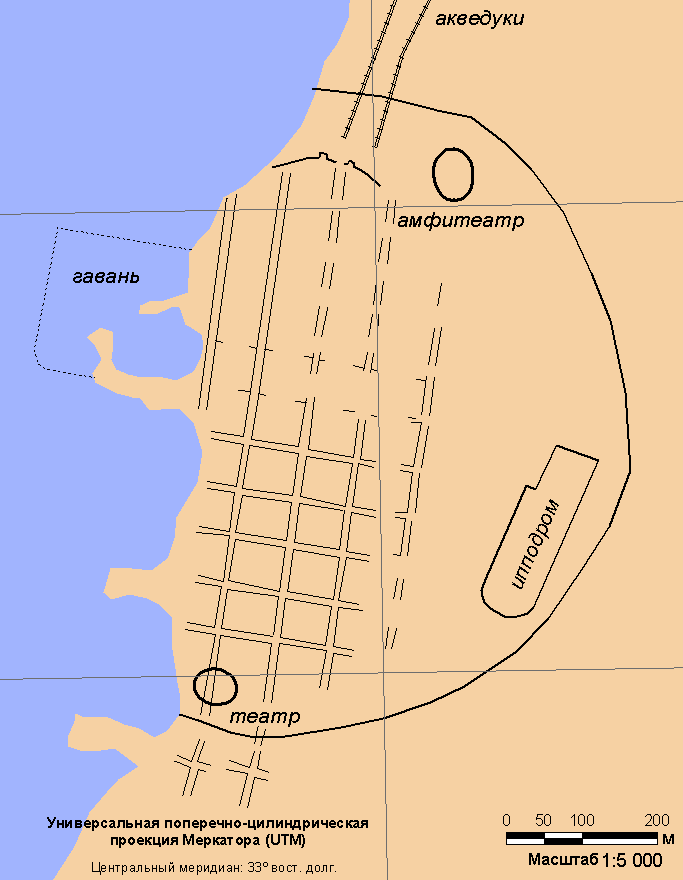 акведуки
амфитеатр
гавань
ипподром
театр
0 50 100 200
М
Масштаб 1:5 000
Универсальная поперечно-цилиндрическая
проекция Меркатора (UTM)
Центральный меридиан: 33° вост. долг.